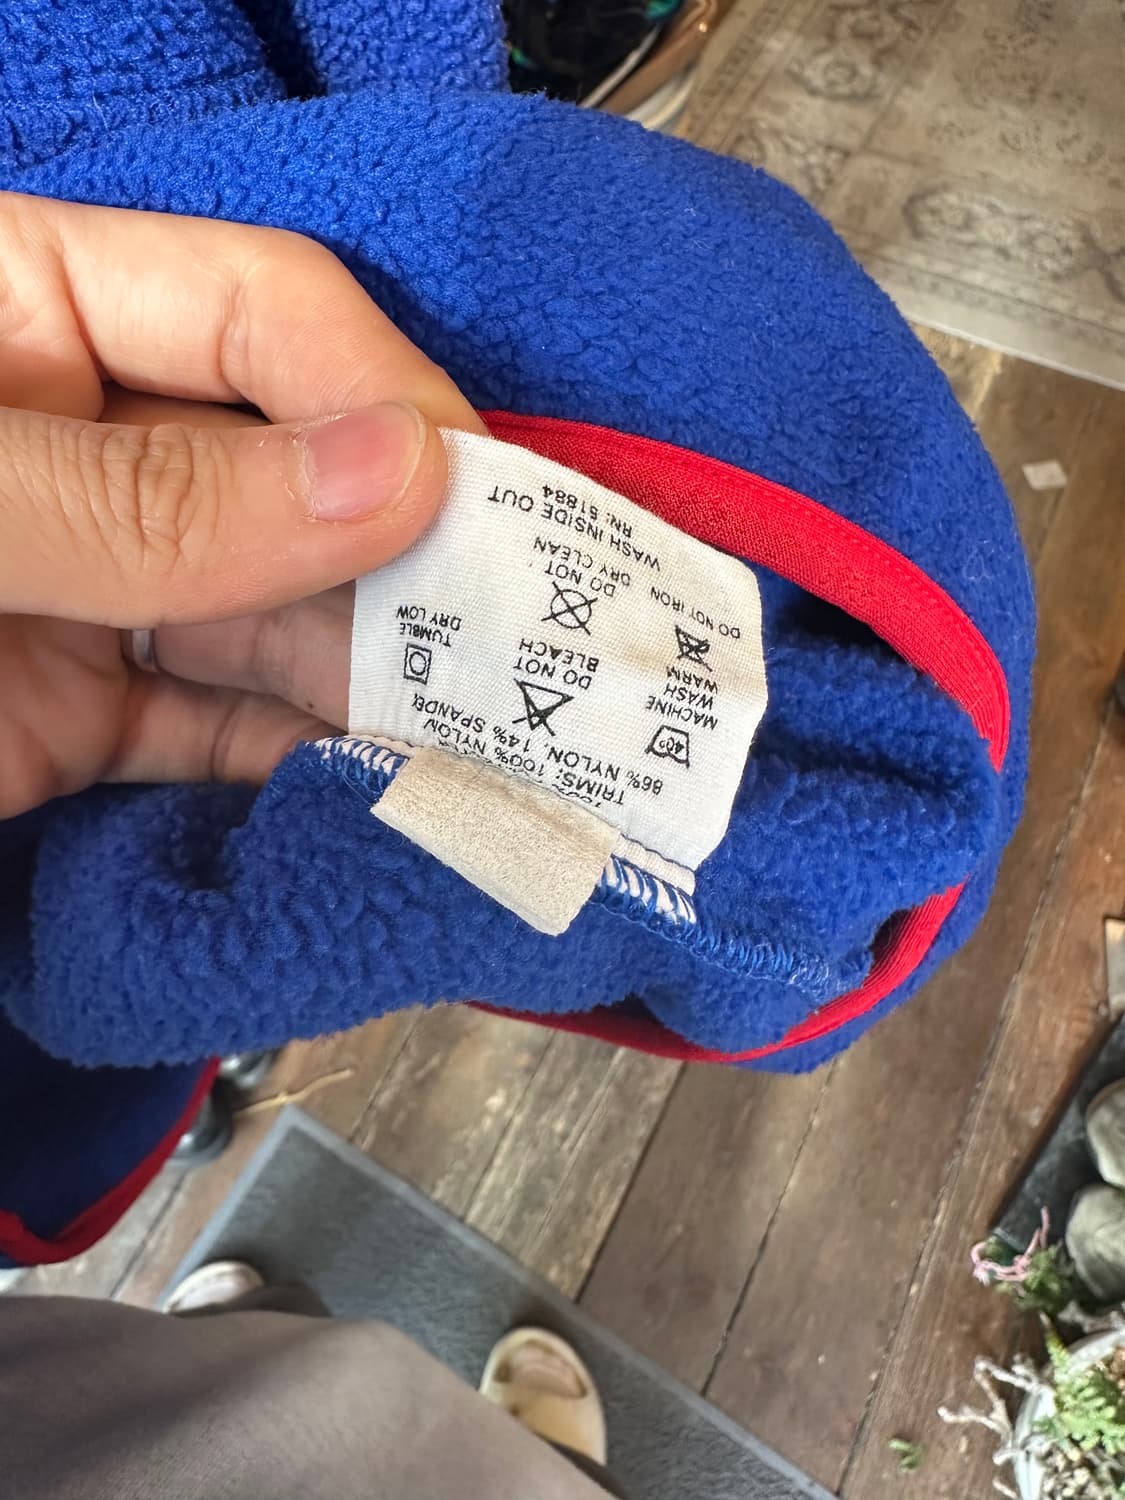 TRIMS: 100% NYLON
86% NYLON, 14% SPANDEX
40°
MACHINE
WASH
WARM
DO NOT
BLEACH
TUMBLE
DRY LOW
DO NOT IRON
DO NOT
DRY CLEAN
WASH INSIDE OUT
RN: 51884